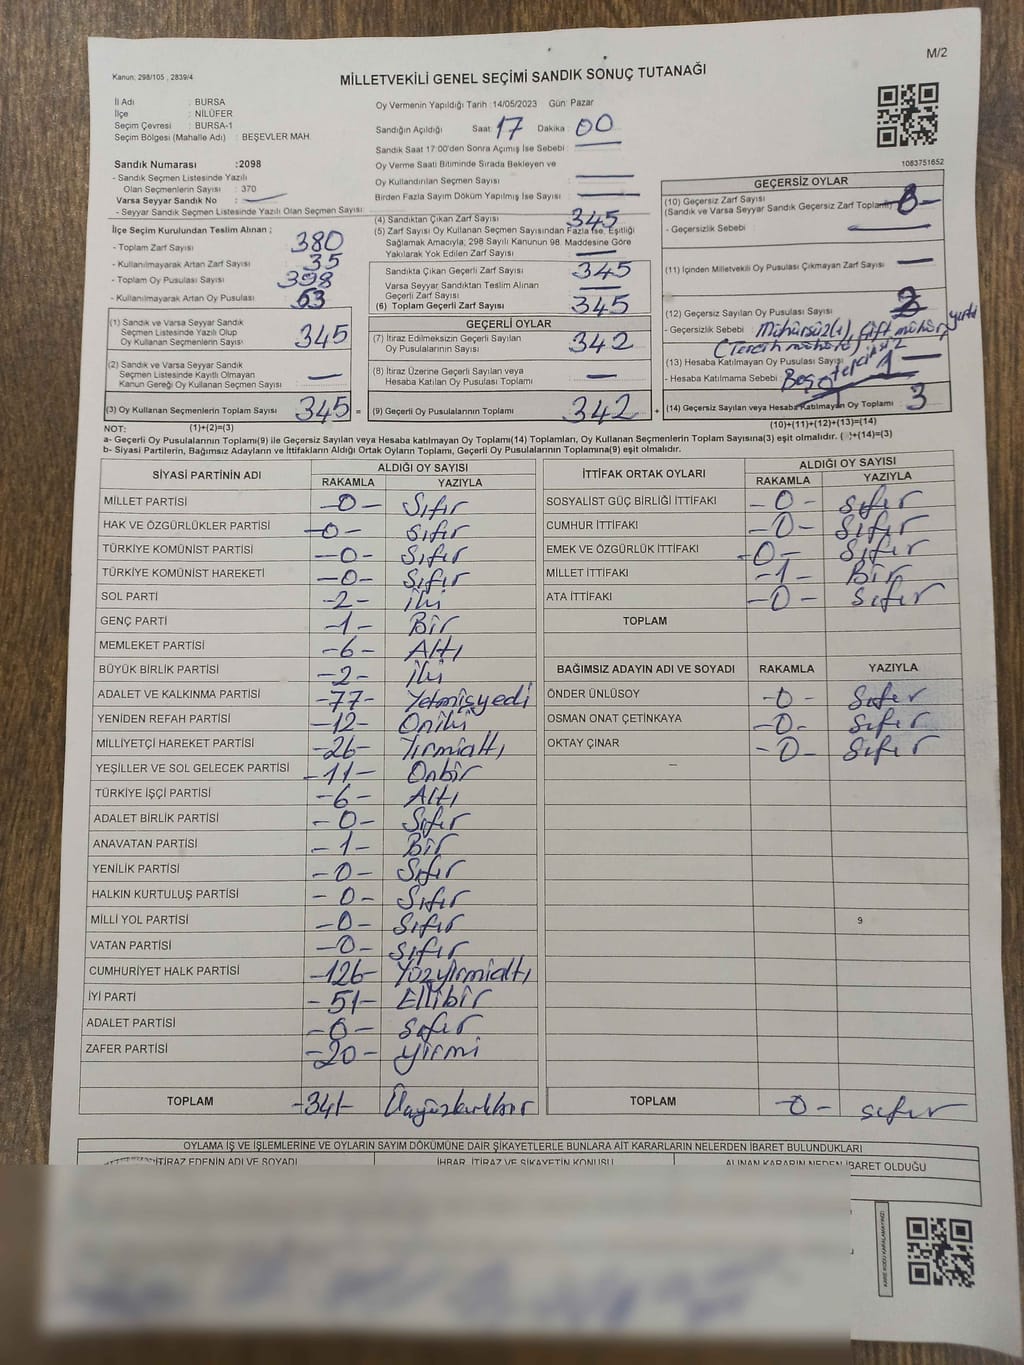 M/2
Kanun; 298/105 , 2839/4
MİLLETVEKİLİ GENEL SEÇİMİ SANDIK SONUÇ TUTANAĞI
İl Adı : BURSA
İlçe : NİLÜFER
Seçim Çevresi : BURSA-1
Seçim Bölgesi (Mahalle Adı) : BEŞEVLER MAH.
Sandık Numarası :2098
- Sandık Seçmen Listesinde Yazılı
Olan Seçmenlerin Sayısı : 370
Varsa Seyyar Sandık No :
- Seyyar Sandık Seçmen Listesinde Yazılı Olan Seçmen Sayısı:
İlçe Seçim Kurulundan Teslim Alınan ;
- Toplam Zarf Sayısı : 380
- Kullanılmayarak Artan Zarf Sayısı : 35
- Toplam Oy Pusulası : 398
- Kullanılmayarak Artan Oy Pusulası : 53
(1) Sandık ve Varsa Seyyar Sandık
Seçmen Listesinde Yazılı Olup
Oy Kullanan Seçmenlerin Sayısı : 345
(2) Sandık ve Varsa Seyyar Sandık
Seçmen Listesinde Kayıtlı Olmayan
Kanun Gereği Oy Kullanan Seçmen Sayısı : —
(3) Oy Kullanan Seçmenlerin Toplam Sayısı : 345 =
Oy Vermenin Yapıldığı Tarih : 14/05/2023 Gün: Pazar
Sandığın Açıldığı Saat: 17 Dakika : 00
Sandık Saat 17:00'den Sonra Açımış İse Sebebi : —
Oy Verme Saati Bitiminde Sırada Bekleyen ve
Oy Kullandırılan Seçmen Sayısı : —
Birden Fazla Sayım Döküm Yapılmış İse Sayısı : —
(4) Sandıktan Çıkan Zarf Sayısı : 345
(5) Zarf Sayısı Oy Kullanan Seçmen Sayısından Fazla İse, Eşitliği
Sağlamak Amacıyla; 298 Sayılı Kanunun 98. Maddesine Göre
Yakılarak Yok Edilen Zarf Sayısı : —
Sandıkta Çıkan Geçerli Zarf Sayısı : 345
Varsa Seyyar Sandıktan Teslim Alınan
Geçerli Zarf Sayısı : —
(6) Toplam Geçerli Zarf Sayısı : 345
GEÇERLİ OYLAR
(7) İtiraz Edilmeksizin Geçerli Sayılan
Oy Pusulalarının Sayısı : 342
(8) İtiraz Üzerine Geçerli Sayılan veya
Hesaba Katılan Oy Pusulası Toplamı : —
(9) Geçerli Oy Pusulalarının Toplamı : 342 +
1083751652
GEÇERSİZ OYLAR
(10) Geçersiz Zarf Sayısı
(Sandık ve Varsa Seyyar Sandık Geçersiz Zarf Toplamı)
- Geçersizlik Sebebi : —
(11) İçinden Milletvekili Oy Pusulası Çıkmayan Zarf Sayısı : —
(12) Geçersiz Sayılan Oy Pusulası Sayısı : 2
- Geçersizlik Sebebi : Mühürsüz(1), Çift mühür, yırtık
(Tercih mühürü)
(13) Hesaba Katılmayan Oy Pusulası Sayısı : —
- Hesaba Katılmama Sebebi : Boş 1
(14) Geçersiz Sayılan veya Hesaba Katılmayan Oy Toplamı : 3
NOT: (1)+(2)=(3) (10)+(11)+(12)+(13)=(14)
a- Geçerli Oy Pusulalarının Toplamı(9) ile Geçersiz Sayılan veya Hesaba katılmayan Oy Toplamı(14) Toplamları, Oy Kullanan Seçmenlerin Toplam Sayısına(3) eşit olmalıdır. (9)+(14)=(3)
b- Siyasi Partilerin, Bağımsız Adayların ve İttifakların Aldığı Oyların Toplamı, Geçerli Oy Pusulalarının Toplamına(9) eşit olmalıdır.
SİYASİ PARTİNİN ADI ALDIĞI OY SAYISI
RAKAMLA YAZIYLA
MİLLET PARTİSİ -0- Sıfır
HAK VE ÖZGÜRLÜKLER PARTİSİ -0- Sıfır
TÜRKİYE KOMÜNİST PARTİSİ -0- Sıfır
TÜRKİYE KOMÜNİST HAREKETİ -0- Sıfır
SOL PARTİ -2- İki
GENÇ PARTİ -1- Bir
MEMLEKET PARTİSİ -6- Altı
BÜYÜK BİRLİK PARTİSİ -2- İki
ADALET VE KALKINMA PARTİSİ -77- Yetmişyedi
YENİDEN REFAH PARTİSİ -12- Oniki
MİLLİYETÇİ HAREKET PARTİSİ -26- Yirmialtı
YEŞİLLER VE SOL GELECEK PARTİSİ -11- Onbir
TÜRKİYE İŞÇİ PARTİSİ -6- Altı
ADALET BİRLİK PARTİSİ -0- Sıfır
ANAVATAN PARTİSİ -1- Bir
YENİLİK PARTİSİ -0- Sıfır
HALKIN KURTULUŞ PARTİSİ -0- Sıfır
MİLLİ YOL PARTİSİ -0- Sıfır
VATAN PARTİSİ -0- Sıfır
CUMHURİYET HALK PARTİSİ -126- Yüzyirmialtı
İYİ PARTİ -51- Ellibir
ADALET PARTİSİ -0- Sıfır
ZAFER PARTİSİ -20- yirmi
TOPLAM -341- Üçyüzkırkbir
İTTİFAK ORTAK OYLARI ALDIĞI OY SAYISI
RAKAMLA YAZIYLA
SOSYALİST GÜÇ BİRLİĞİ İTTİFAKI -0- sıfır
CUMHUR İTTİFAKI -0- Sıfır
EMEK VE ÖZGÜRLÜK İTTİFAKI -0- Sıfır
MİLLET İTTİFAKI -1- Bir
ATA İTTİFAKI -0- Sıfır
TOPLAM
BAĞIMSIZ ADAYIN ADI VE SOYADI RAKAMLA YAZIYLA
ÖNDER ÜNLÜSOY -0- Sıfır
OSMAN ONAT ÇETİNKAYA -0- Sıfır
OKTAY ÇINAR -0- Sıfır
—
9
TOPLAM -0- sıfır
OYLAMA İŞ VE İŞLEMLERİNE VE OYLARIN SAYIM DÖKÜMÜNE DAİR ŞİKAYETLERLE BUNLARA AİT KARARLARIN NELERDEN İBARET BULUNDUKLARI
İTİRAZ EDENİN ADI VE SOYADI İHBAR, İTİRAZ VE ŞİKAYETİN KONUSU ALINAN KARARIN NEDEN İBARET OLDUĞU
KARE KODU KARALAMAYINIZ!